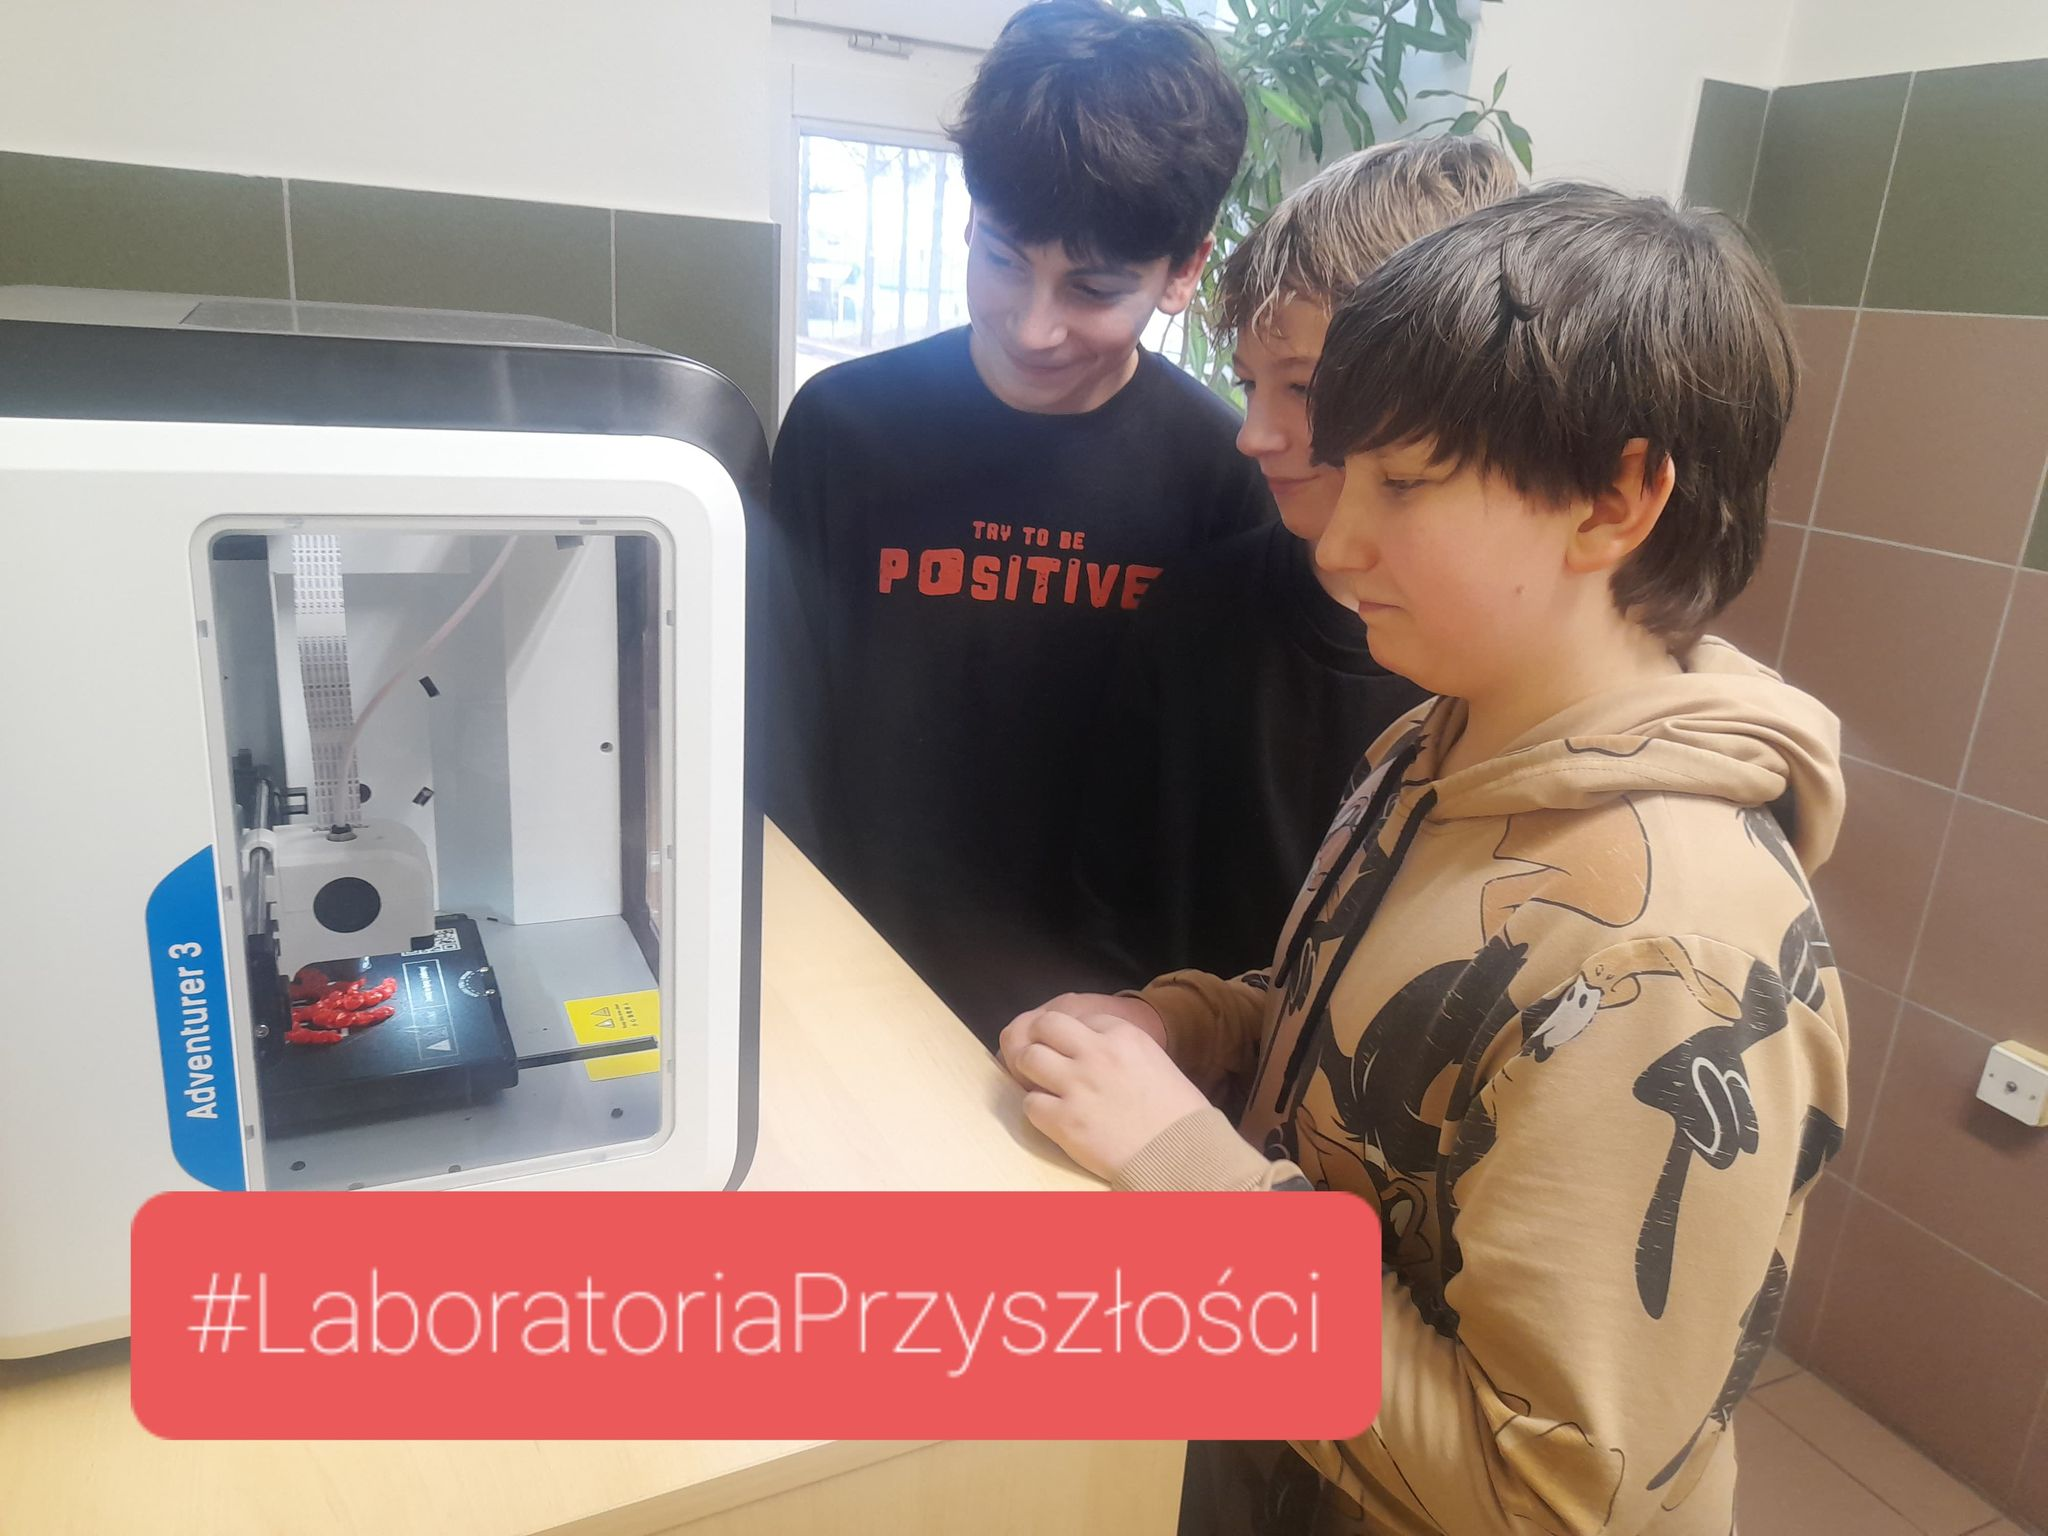 TRY TO BE
POSITIVE
Adventurer 3
#LaboratoriaPrzyszłości